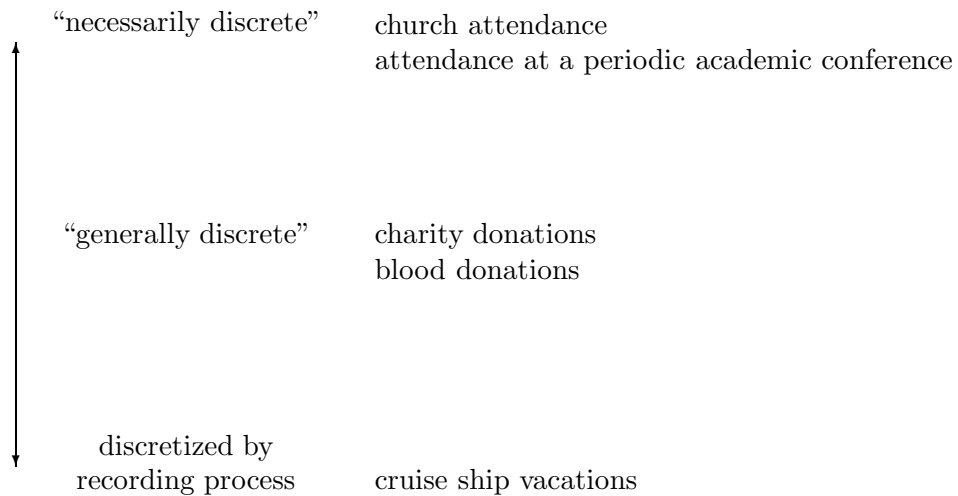 “necessarily discrete” church attendance
attendance at a periodic academic conference
“generally discrete” charity donations
blood donations
discretized by
recording process cruise ship vacations